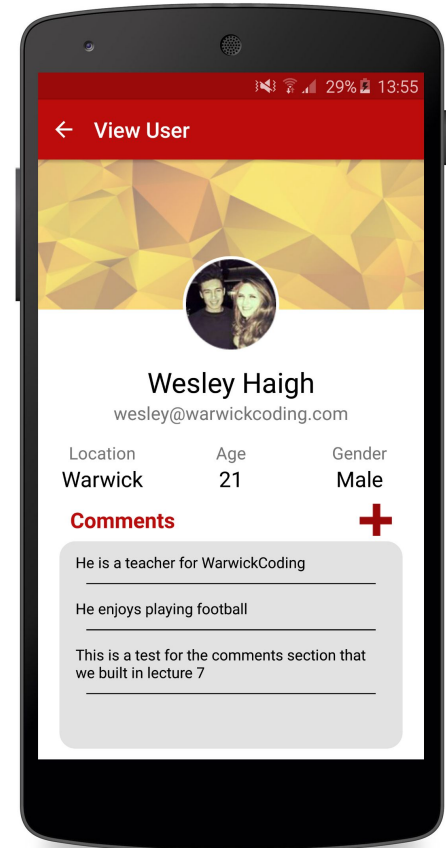 29% 13:55
View User
Wesley Haigh
wesley@warwickcoding.com
Location Age Gender
Warwick 21 Male
Comments
He is a teacher for WarwickCoding
He enjoys playing football
This is a test for the comments section that
we built in lecture 7